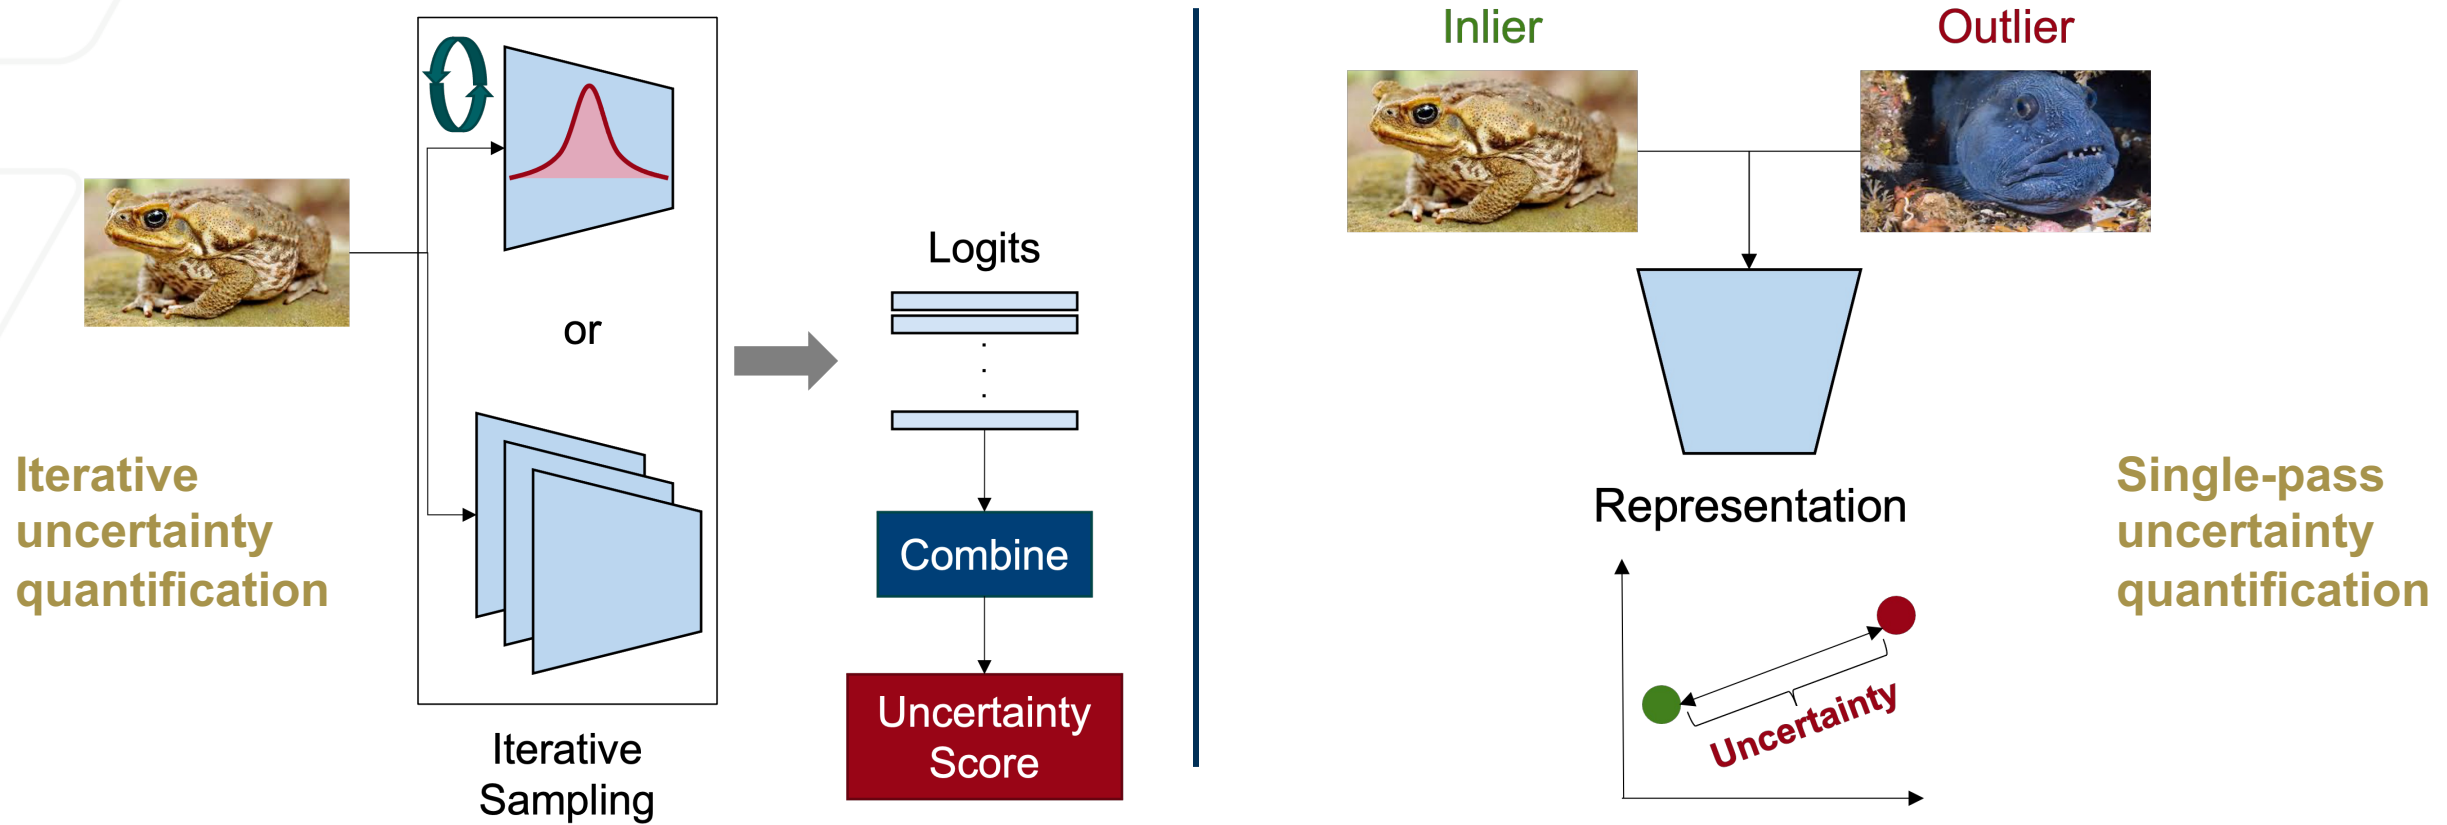 Iterative
uncertainty
quantification
or
Iterative
Sampling
Logits
.
.
.
Combine
Uncertainty
Score
Inlier
Outlier
Representation
Uncertainty
Single-pass
uncertainty
quantification